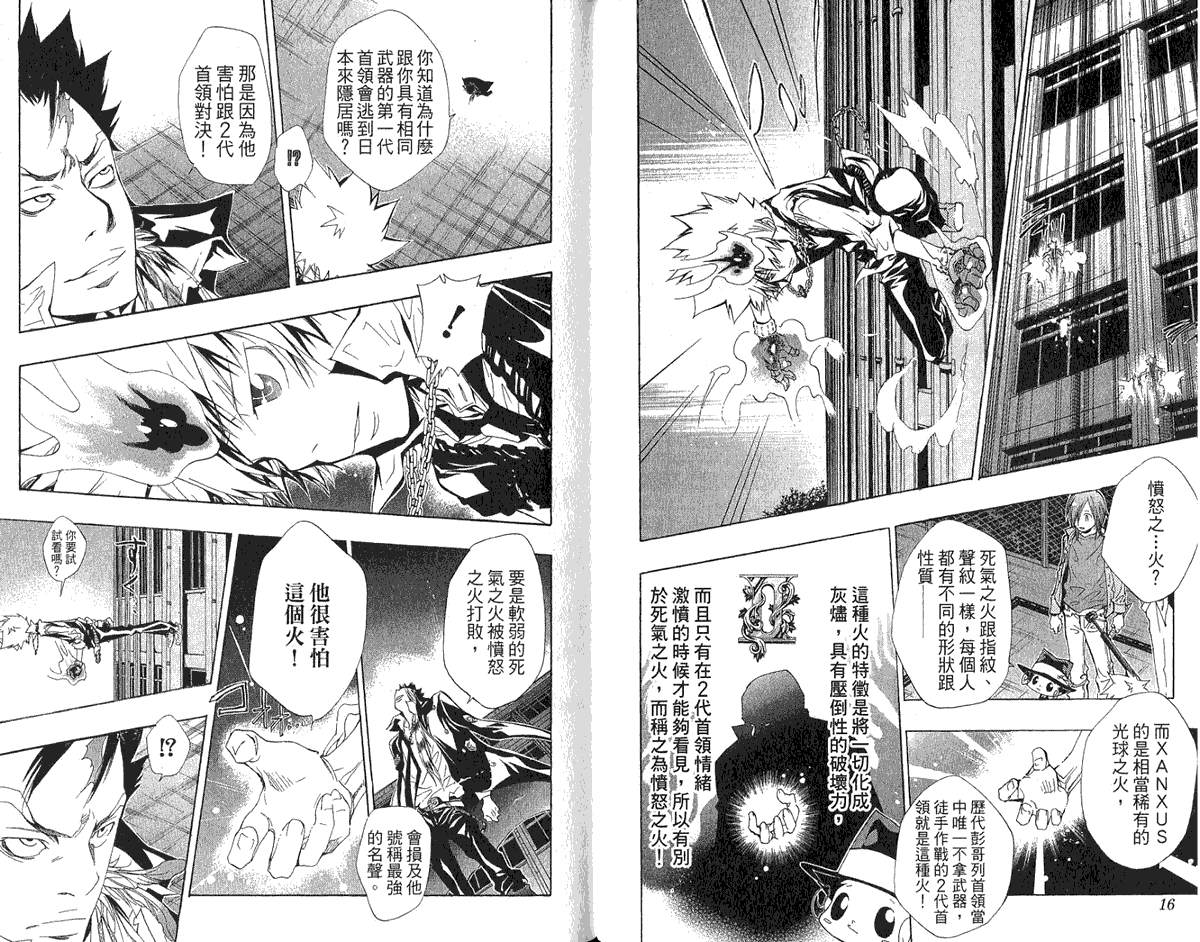 憤怒之…火？
死氣之火跟指紋、
聲紋一樣，每個人
都有不同的形狀跟
性質──
而XANXUS
的是相當稀有的
光球之火，
歷代彭哥列首領當
中唯一不拿武器，
徒手作戰的2代首
領就是這種火！
這種火的特徵是將一切化成
灰燼，具有壓倒性的破壞力，
而且只有在2代首領情緒
激憤的時候才能夠看見，所以有別
於死氣之火，而稱之為憤怒之火！
16
你知道為什麼
跟你具有相同
武器的第一代
首領會逃到日
本來隱居嗎？
⁉
那是因為他
害怕跟2代
首領對決！
！
要是軟弱的死
氣之火被憤怒
之火打敗，
會損及他
號稱最強
的名聲。
他很害怕
這個火！
コオオ…
すく…
你要試
試看嗎？
⁉